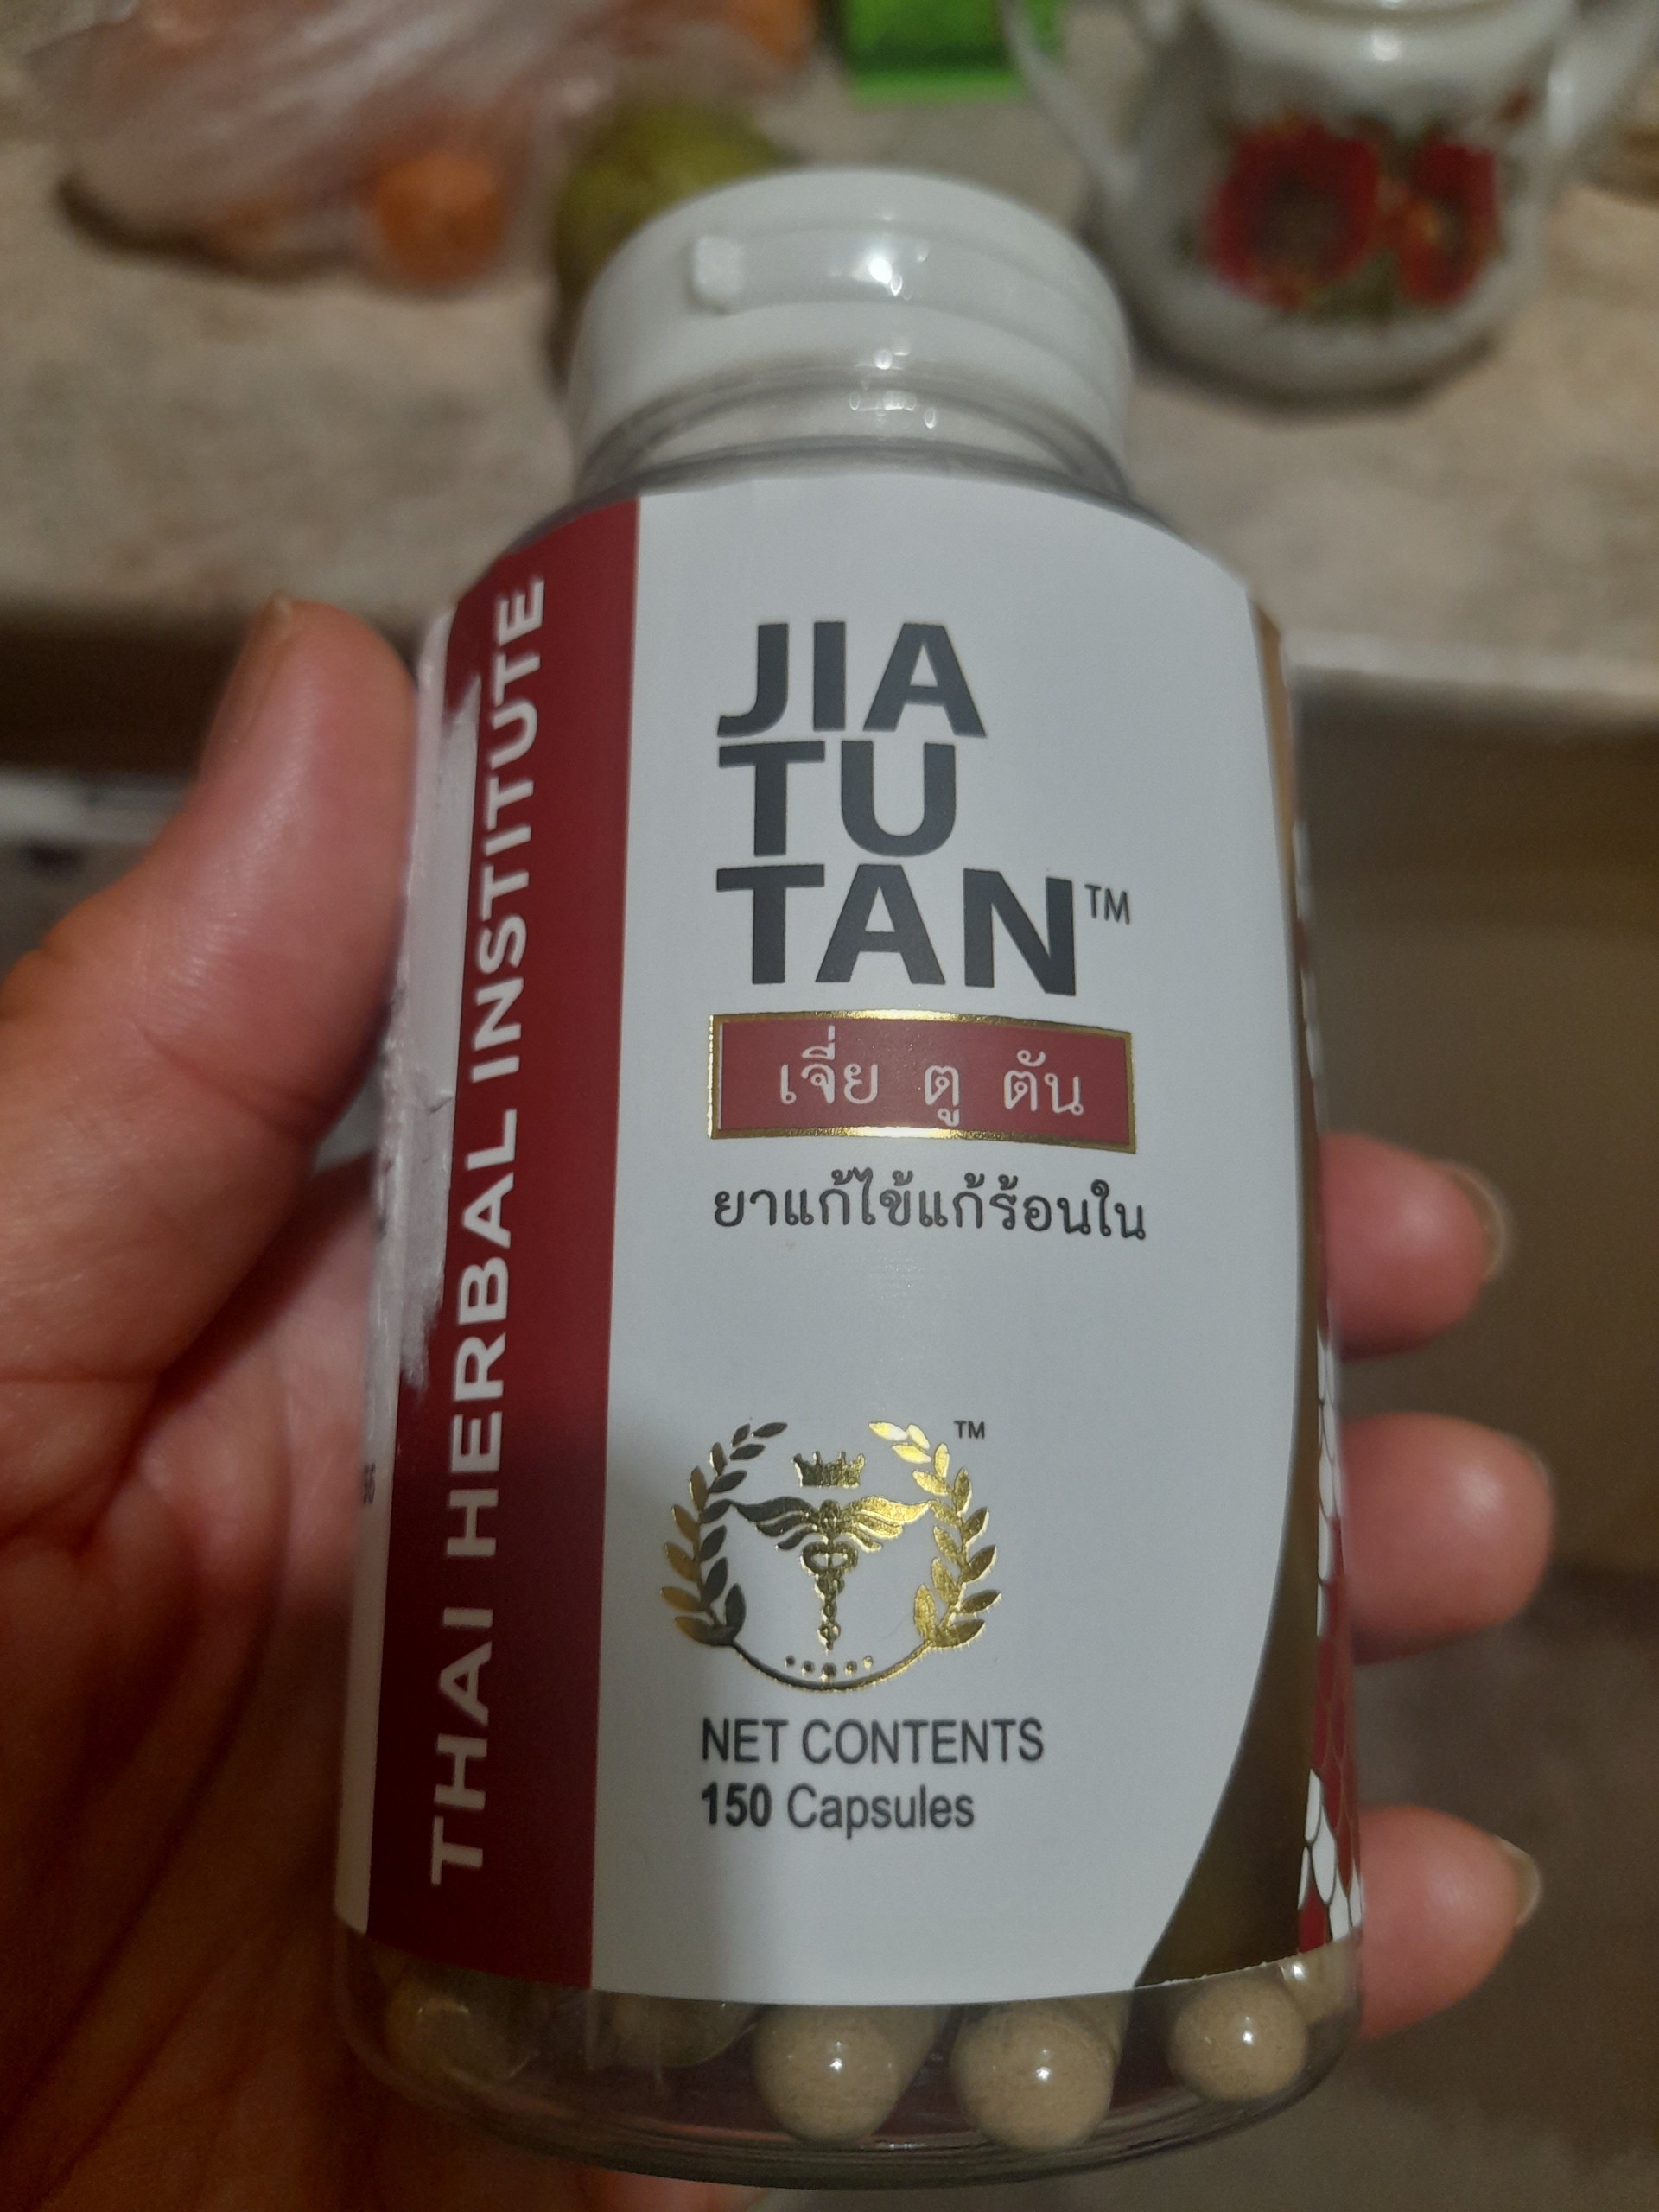 THAI HERBAL INSTITUTE
JIA
TU
TAN™
เจี่ย ตู ตัน
ยาแก้ไข้แก้ร้อนใน
TM
NET CONTENTS
150 Capsules